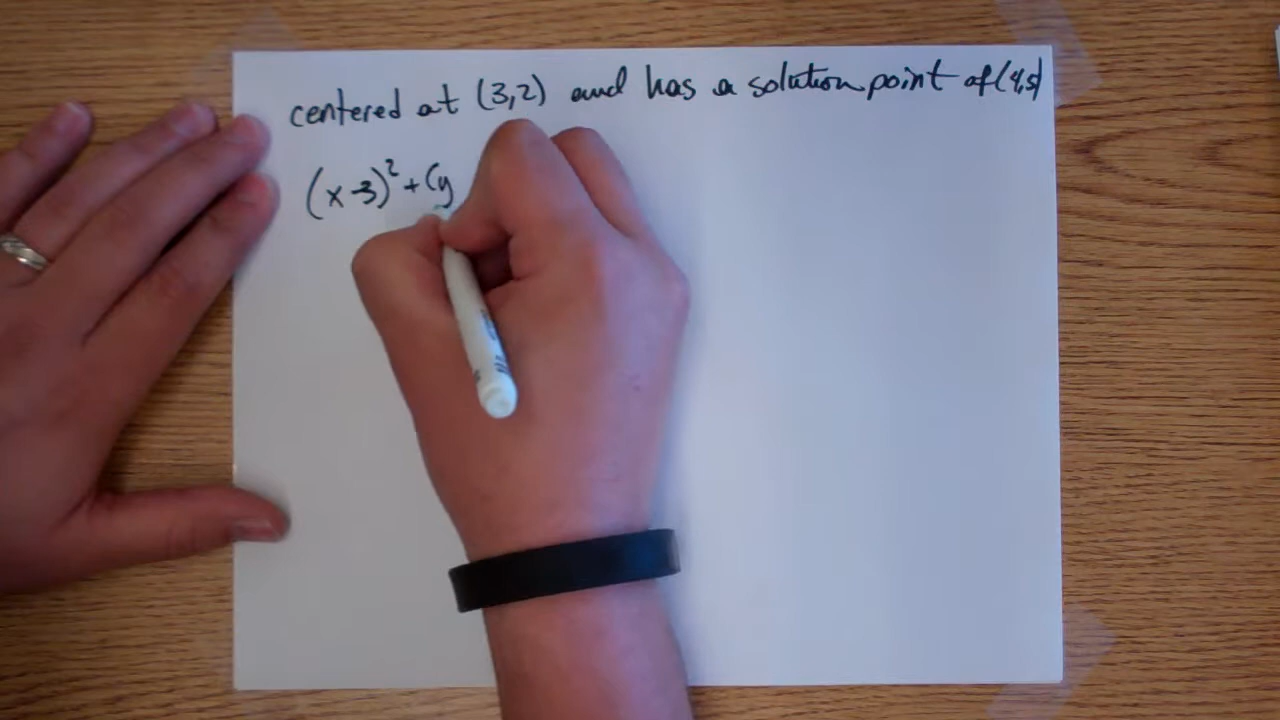 centered at (3,2) and has a solution point of (4,5)
(x-3)² + (y